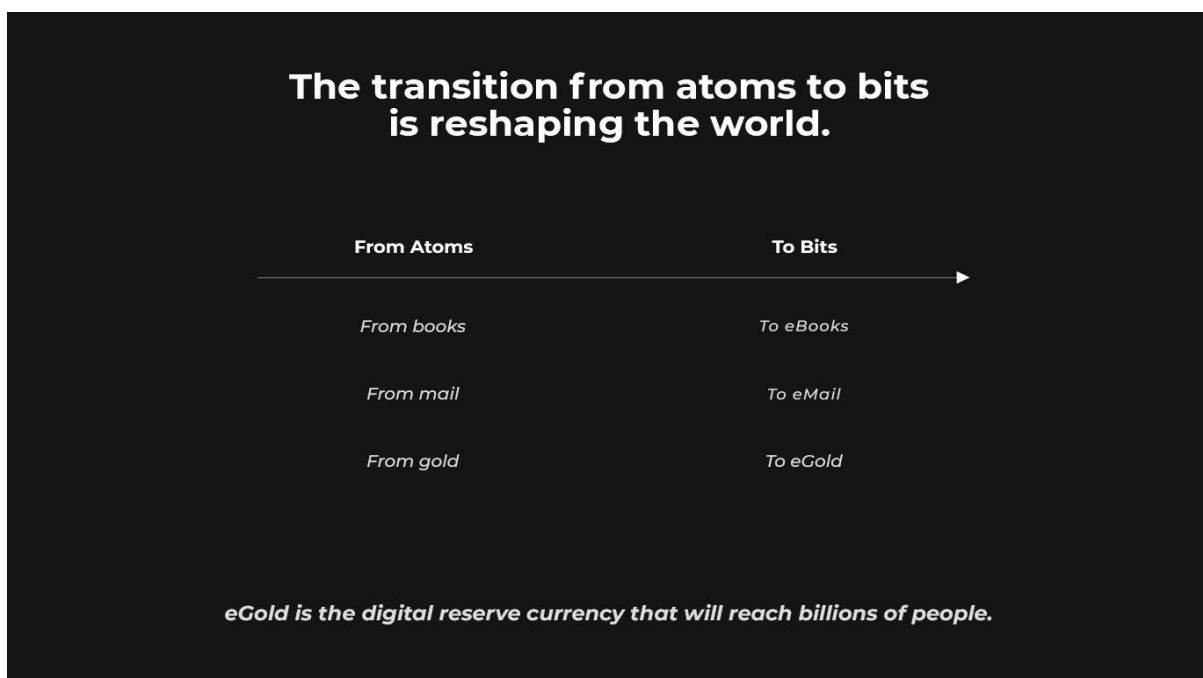 The transition from atoms to bits
is reshaping the world.
From Atoms To Bits
From books To eBooks
From mail To eMail
From gold To eGold
eGold is the digital reserve currency that will reach billions of people.